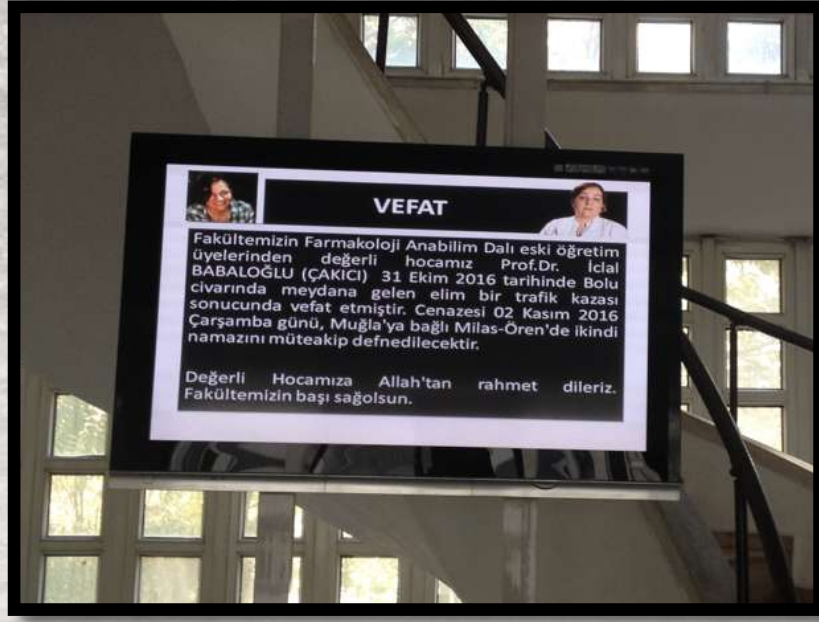 VEFAT
Fakültemizin Farmakoloji Anabilim Dalı eski öğretim
üyelerinden değerli hocamız Prof.Dr. İclal
BABALOĞLU (ÇAKICI) 31 Ekim 2016 tarihinde Bolu
civarında meydana gelen elim bir trafik kazası
sonucunda vefat etmiştir. Cenazesi 02 Kasım 2016
Çarşamba günü, Muğla'ya bağlı Milas-Ören'de ikindi
namazını müteakip defnedilecektir.
Değerli Hocamıza Allah'tan rahmet dileriz.
Fakültemizin başı sağolsun.